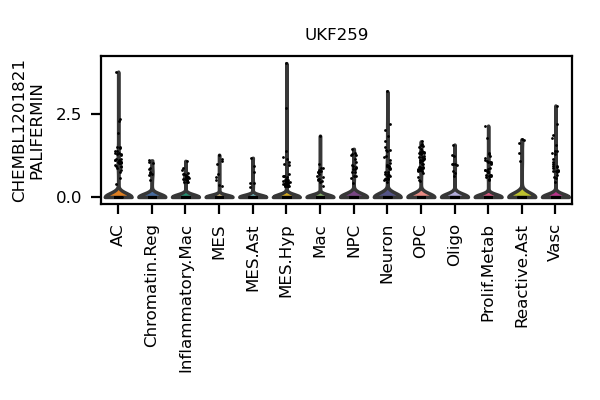 UKF259
CHEMBL1201821
PALIFERMIN
2.5
0.0
AC
Chromatin.Reg
Inflammatory.Mac
MES
MES.Ast
MES.Hyp
Mac
NPC
Neuron
OPC
Oligo
Prolif.Metab
Reactive.Ast
Vasc